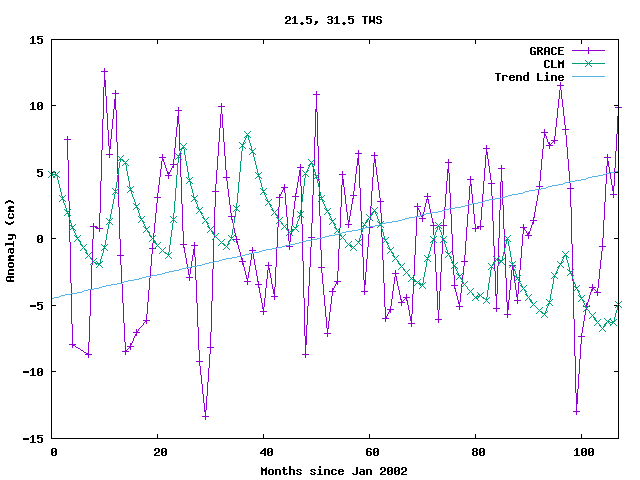 21.5, 31.5 TWS
GRACE
CLM
Trend Line
15
10
5
0
-5
-10
-15
Anomaly (cm)
0 20 40 60 80 100
Months since Jan 2002